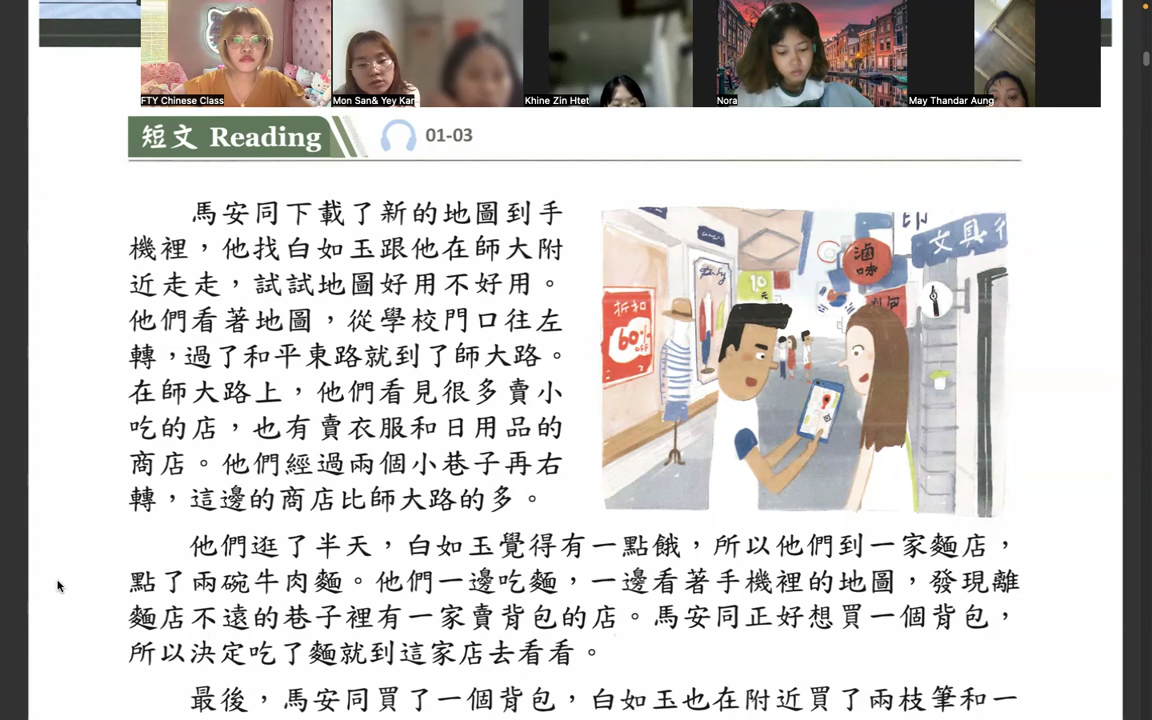 FTY Chinese Class
Mon San& Yey Kar
Khine Zin Htet
Nora
May Thandar Aung
短文 Reading
01-03
馬安同下載了新的地圖到手
機裡，他找白如玉跟他在師大附
近走走，試試地圖好用不好用。
他們看著地圖，從學校門口往左
轉，過了和平東路就到了師大路。
在師大路上，他們看見很多賣小
吃的店，也有賣衣服和日用品的
商店。他們經過兩個小巷子再右
轉，這邊的商店比師大路的多。
文具行
滷味
10
元
折扣
60%
OFF
他們逛了半天，白如玉覺得有一點餓，所以他們到一家麵店，
點了兩碗牛肉麵。他們一邊吃麵，一邊看著手機裡的地圖，發現離
麵店不遠的巷子裡有一家賣背包的店。馬安同正好想買一個背包，
所以決定吃了麵就到這家店去看看。
最後，馬安同買了一個背包，白如玉也在附近買了兩枝筆和一